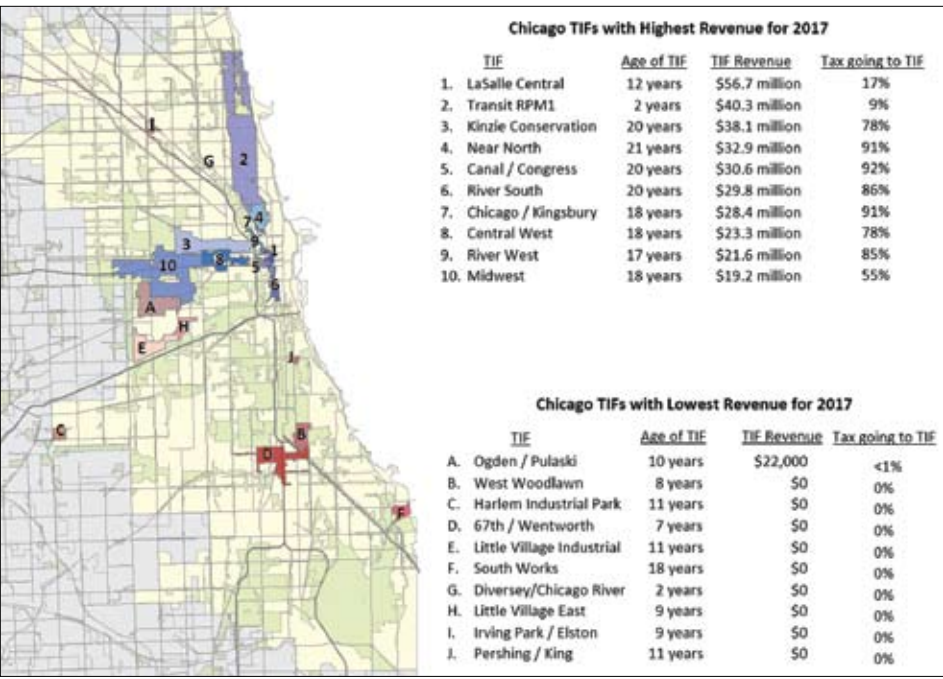 Chicago TIFs with Highest Revenue for 2017
TIF Age of TIF TIF Revenue Tax going to TIF
1. LaSalle Central 12 years $56.7 million 17%
2. Transit RPM1 2 years $40.3 million 9%
3. Kinzie Conservation 20 years $38.1 million 78%
4. Near North 21 years $32.9 million 91%
5. Canal / Congress 20 years $30.6 million 92%
6. River South 20 years $29.8 million 86%
7. Chicago / Kingsbury 18 years $28.4 million 91%
8. Central West 18 years $23.3 million 78%
9. River West 17 years $21.6 million 85%
10. Midwest 18 years $19.2 million 55%
Chicago TIFs with Lowest Revenue for 2017
TIF Age of TIF TIF Revenue Tax going to TIF
A. Ogden / Pulaski 10 years $22,000 <1%
B. West Woodlawn 8 years $0 0%
C. Harlem Industrial Park 11 years $0 0%
D. 67th / Wentworth 7 years $0 0%
E. Little Village Industrial 11 years $0 0%
F. South Works 18 years $0 0%
G. Diversey/Chicago River 2 years $0 0%
H. Little Village East 9 years $0 0%
I. Irving Park / Elston 9 years $0 0%
J. Pershing / King 11 years $0 0%
I
G
2
7 4
3 9
10 8 5 1
6
A
H
E
J
C
B
D
F